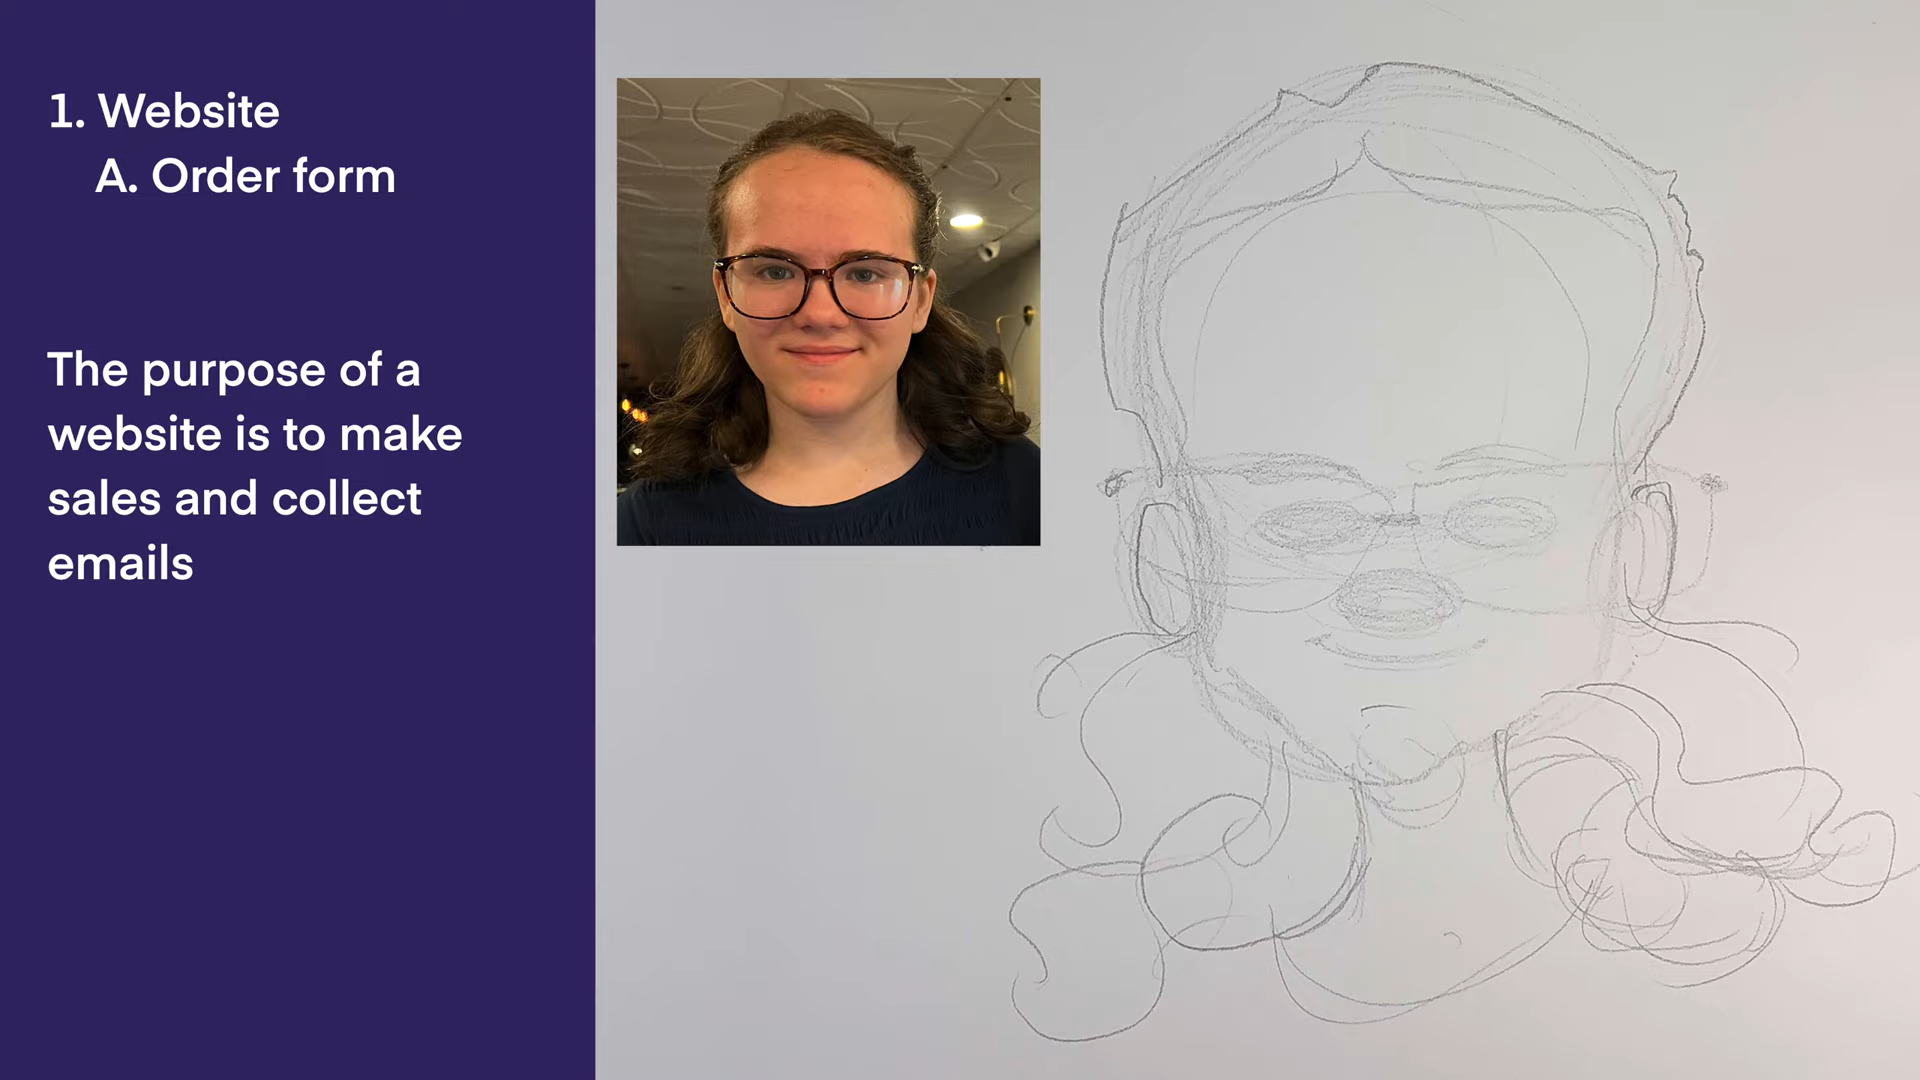 1. Website
A. Order form
The purpose of a
website is to make
sales and collect
emails